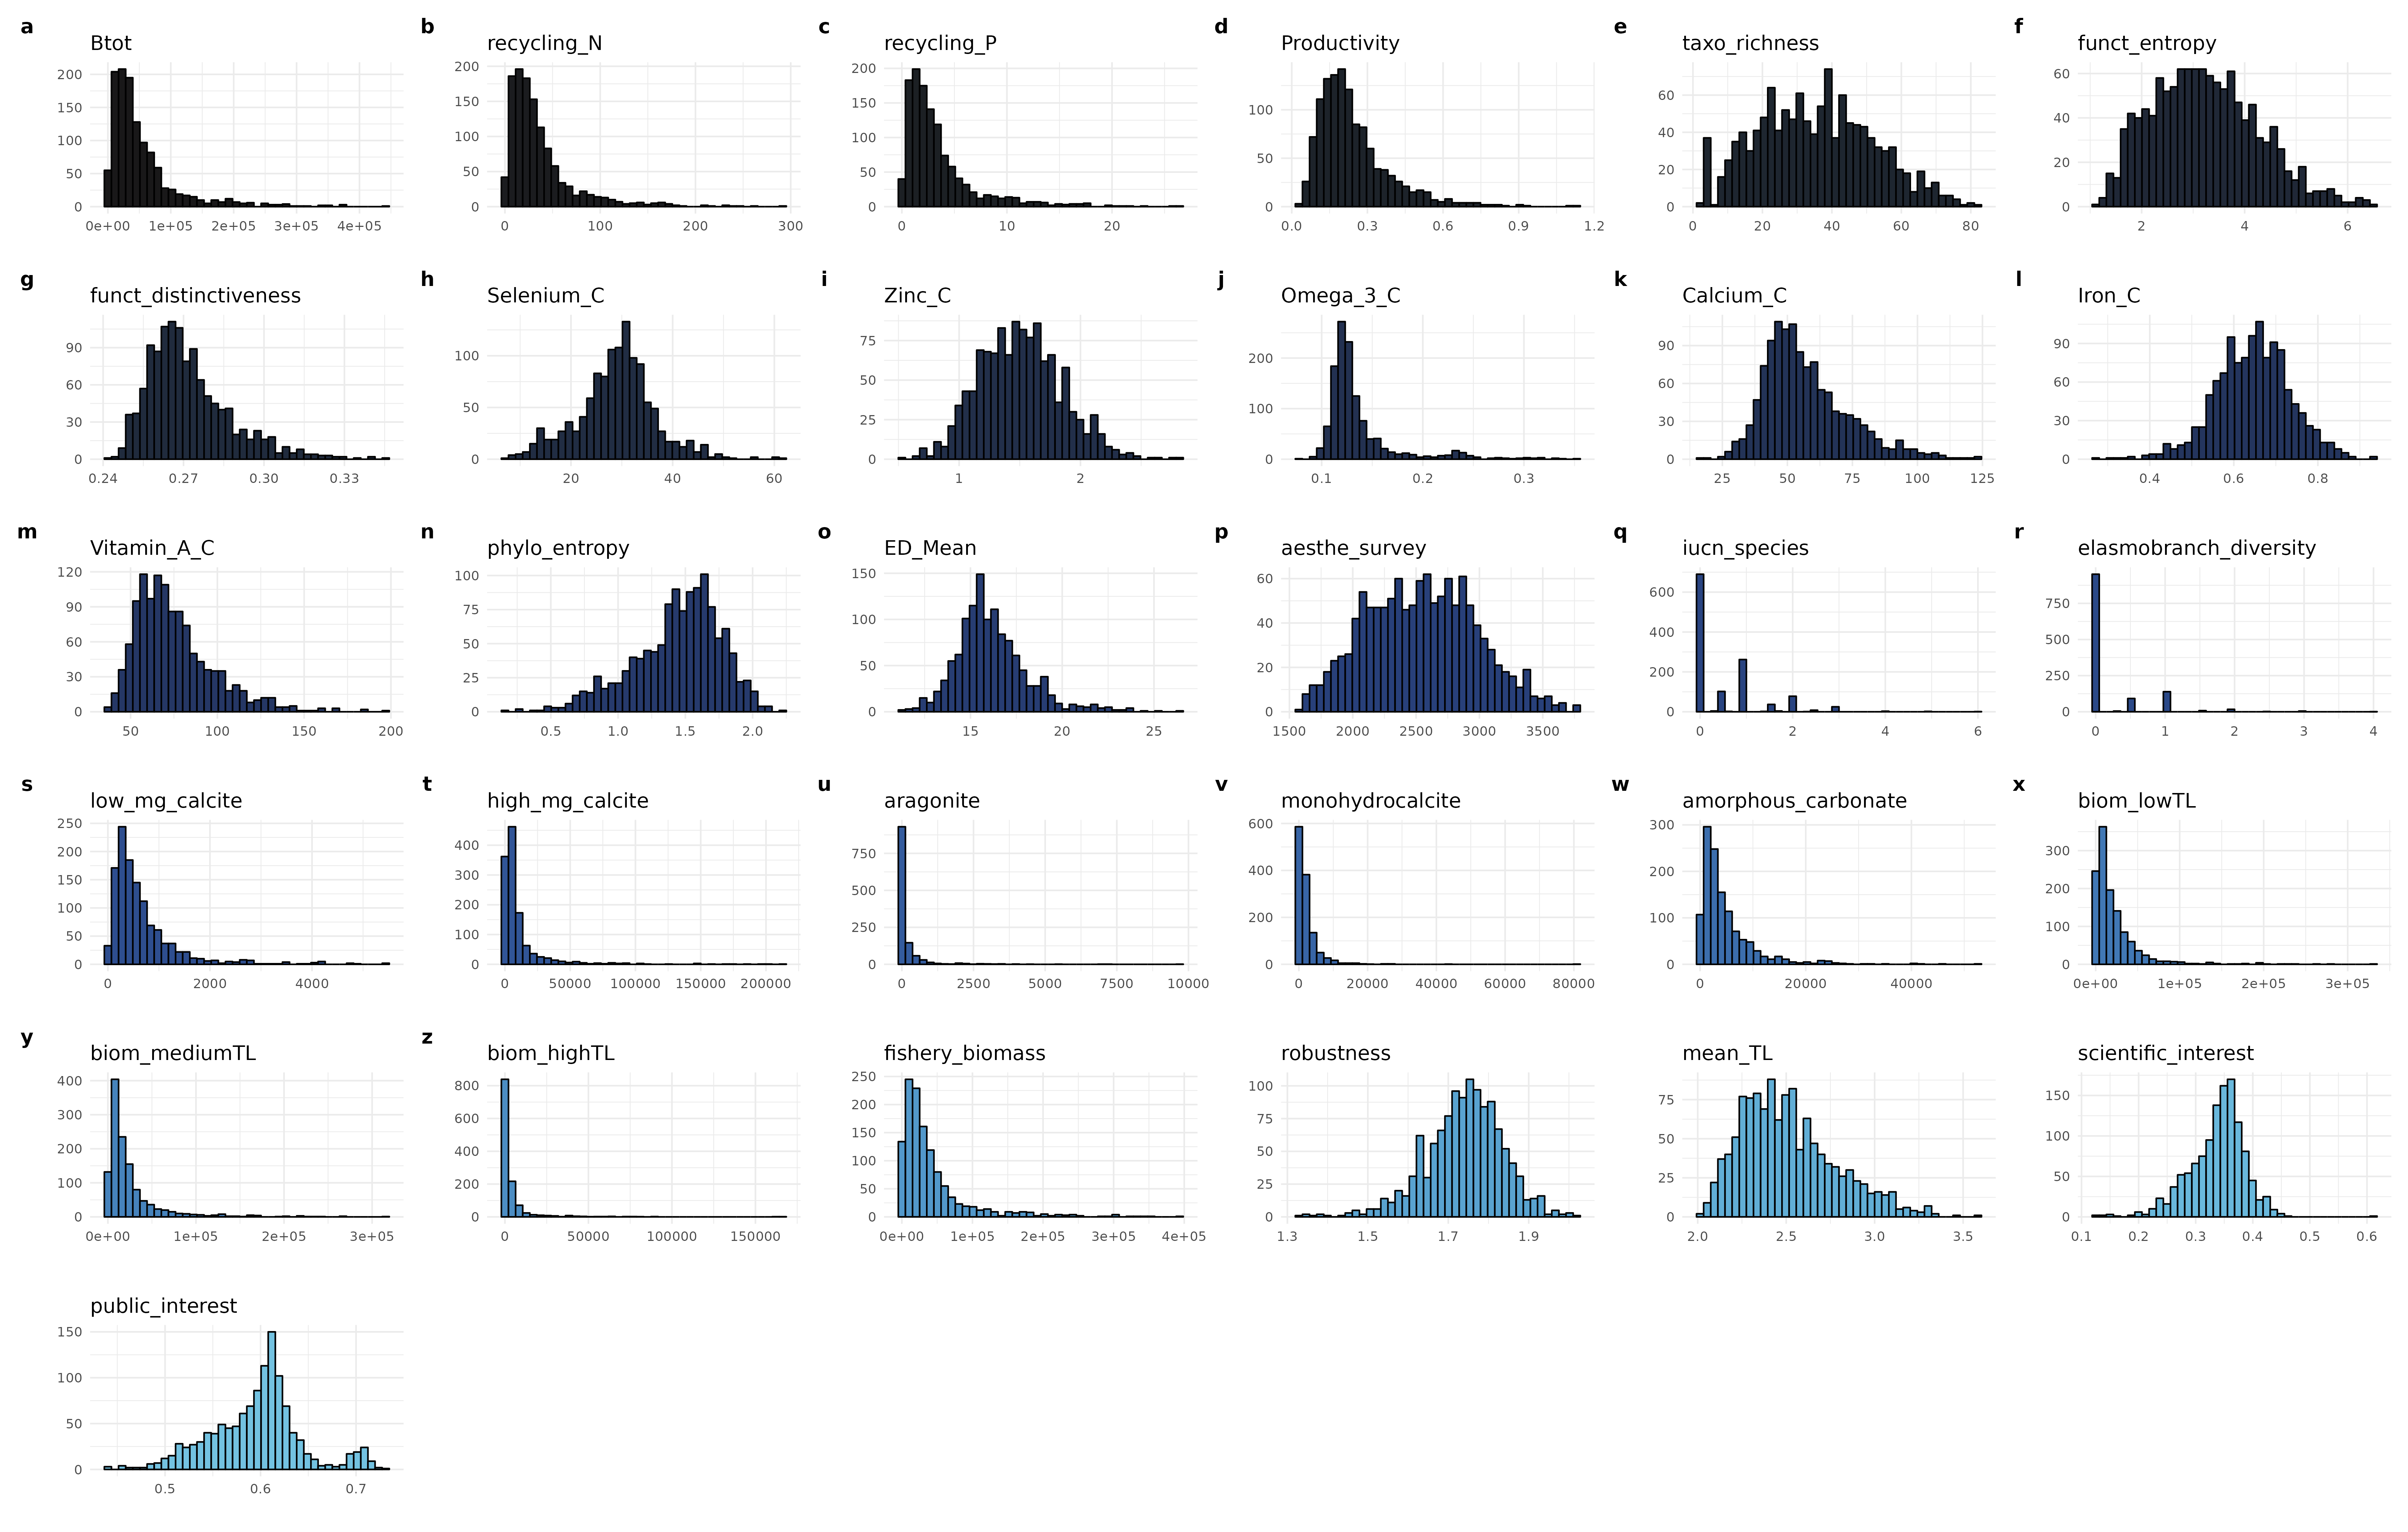 a b c d e f
Btot recycling_N recycling_P Productivity taxo_richness funct_entropy
200 150 100 50 0
0e+00 1e+05 2e+05 3e+05 4e+05
200 150 100 50 0
0 100 200 300
200 150 100 50 0
0 10 20
100 50 0
0.0 0.3 0.6 0.9 1.2
60 40 20 0
0 20 40 60 80
60 40 20 0
2 4 6
g h i j k l
funct_distinctiveness Selenium_C Zinc_C Omega_3_C Calcium_C Iron_C
90 60 30 0
0.24 0.27 0.30 0.33
100 50 0
20 40 60
75 50 25 0
1 2
200 100 0
0.1 0.2 0.3
90 60 30 0
25 50 75 100 125
90 60 30 0
0.4 0.6 0.8
m n o p q r
Vitamin_A_C phylo_entropy ED_Mean aesthe_survey iucn_species elasmobranch_diversity
120 90 60 30 0
50 100 150 200
100 75 50 25 0
0.5 1.0 1.5 2.0
150 100 50 0
15 20 25
60 40 20 0
1500 2000 2500 3000 3500
600 400 200 0
0 2 4 6
750 500 250 0
0 1 2 3 4
s t u v w x
low_mg_calcite high_mg_calcite aragonite monohydrocalcite amorphous_carbonate biom_lowTL
250 200 150 100 50 0
0 2000 4000
400 300 200 100 0
0 50000 100000 150000 200000
750 500 250 0
0 2500 5000 7500 10000
600 400 200 0
0 20000 40000 60000 80000
300 200 100 0
0 20000 40000
300 200 100 0
0e+00 1e+05 2e+05 3e+05
y z
biom_mediumTL biom_highTL fishery_biomass robustness mean_TL scientific_interest
400 300 200 100 0
0e+00 1e+05 2e+05 3e+05
800 600 400 200 0
0 50000 100000 150000
250 200 150 100 50 0
0e+00 1e+05 2e+05 3e+05 4e+05
100 75 50 25 0
1.3 1.5 1.7 1.9
75 50 25 0
2.0 2.5 3.0 3.5
150 100 50 0
0.1 0.2 0.3 0.4 0.5 0.6
public_interest
150 100 50 0
0.5 0.6 0.7